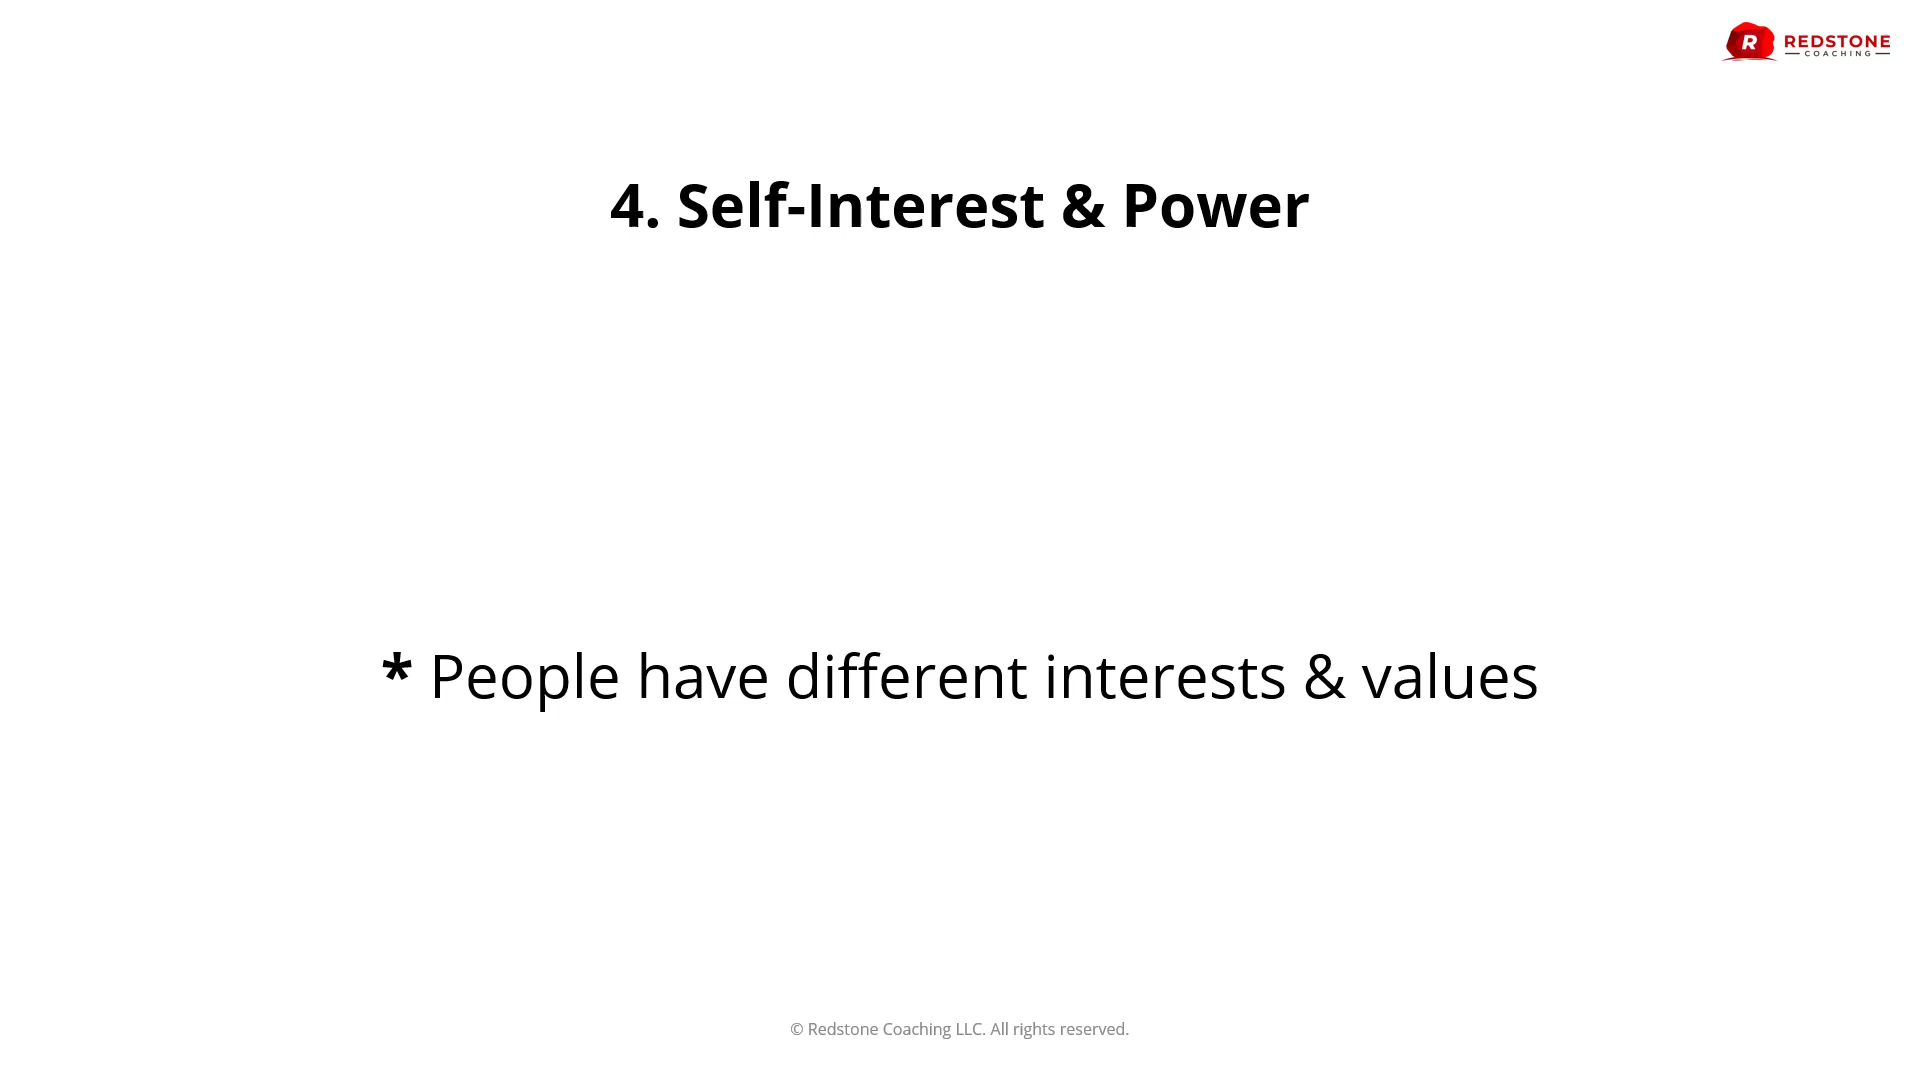 R REDSTONE
COACHING
4. Self-Interest & Power
* People have different interests & values
© Redstone Coaching LLC. All rights reserved.